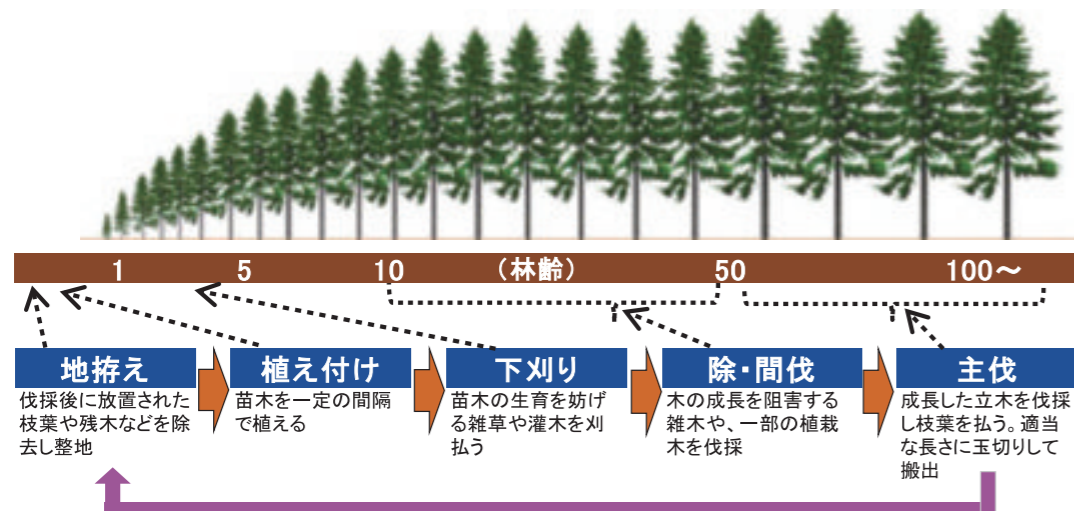 1 5 10 (林齢) 50 100～
地拵え
伐採後に放置された
枝葉や残木などを除
去し整地
植え付け
苗木を一定の間隔
で植える
下刈り
苗木の生育を妨げ
る雑草や灌木を刈
払う
除・間伐
木の成長を阻害する
雑木や、一部の植栽
木を伐採
主伐
成長した立木を伐採
し枝葉を払う。適当
な長さに玉切りして
搬出